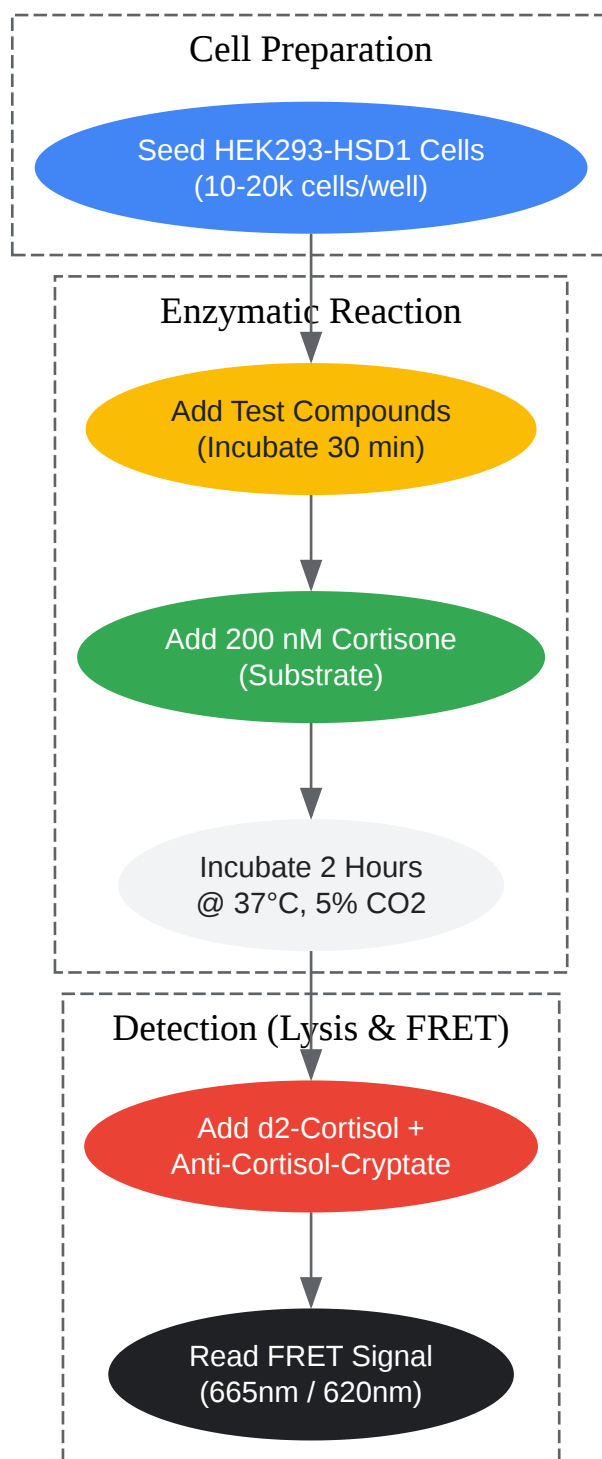 Cell Preparation
Seed HEK293-HSD1 Cells
(10-20k cells/well)
Enzymatic Reaction
Add Test Compounds
(Incubate 30 min)
Add 200 nM Cortisone
(Substrate)
Incubate 2 Hours
@ 37°C, 5% CO2
Detection (Lysis & FRET)
Add d2-Cortisol +
Anti-Cortisol-Cryptate
Read FRET Signal
(665nm / 620nm)